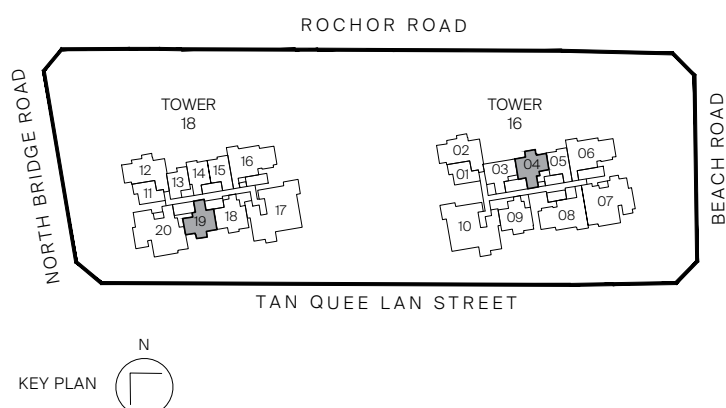 ROCHOR ROAD
NORTH BRIDGE ROAD
TOWER
18
12
11
13
14
15
16
20
19
18
17
TOWER
16
02
01
03
04
05
06
10
09
08
07
BEACH ROAD
TAN QUEE LAN STREET
KEY PLAN
N